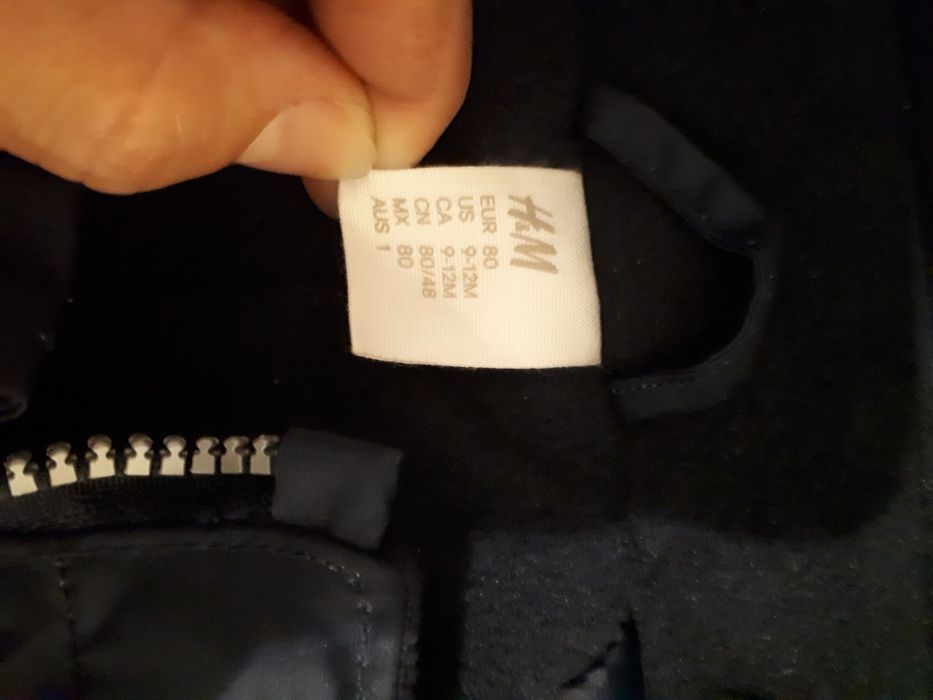 H&M
EUR 80
US 9-12M
CA 9-12M
CN 80/48
MX 80
AUS 1